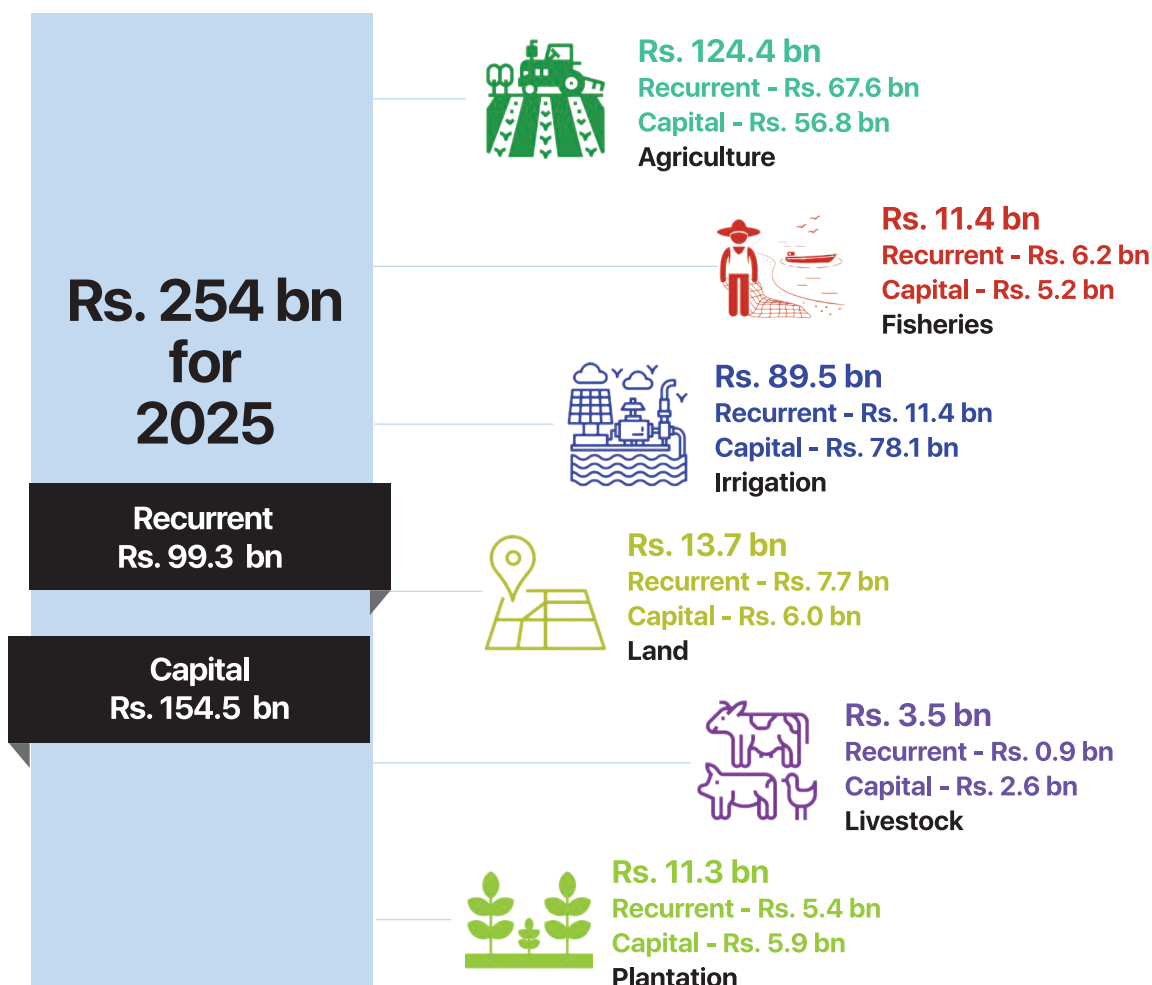 Rs. 254 bn
for
2025
Recurrent
Rs. 99.3 bn
Capital
Rs. 154.5 bn
Rs. 124.4 bn
Recurrent - Rs. 67.6 bn
Capital - Rs. 56.8 bn
Agriculture
Rs. 11.4 bn
Recurrent - Rs. 6.2 bn
Capital - Rs. 5.2 bn
Fisheries
Rs. 89.5 bn
Recurrent - Rs. 11.4 bn
Capital - Rs. 78.1 bn
Irrigation
Rs. 13.7 bn
Recurrent - Rs. 7.7 bn
Capital - Rs. 6.0 bn
Land
Rs. 3.5 bn
Recurrent - Rs. 0.9 bn
Capital - Rs. 2.6 bn
Livestock
Rs. 11.3 bn
Recurrent - Rs. 5.4 bn
Capital - Rs. 5.9 bn
Plantation